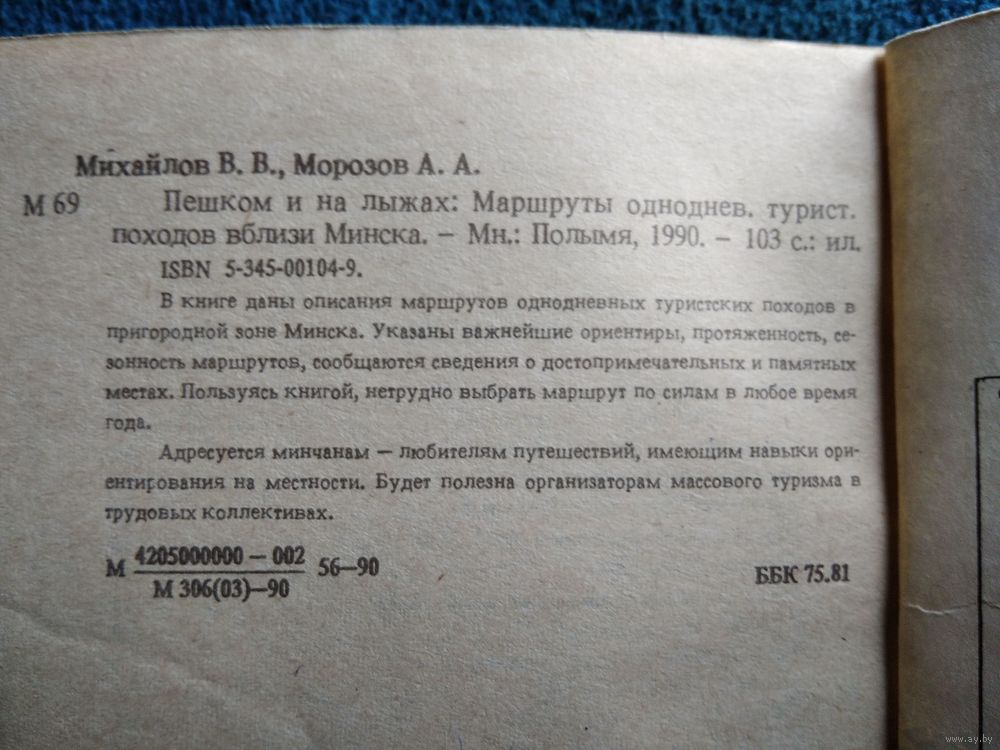 Михайлов В. В., Морозов А. А.
М 69 Пешком и на лыжах: Маршруты одноднев. турист.
походов вблизи Минска. — Мн.: Полымя, 1990. — 103 с.: ил.
ISBN 5-345-00104-9.
В книге даны описания маршрутов однодневных туристских походов в
пригородной зоне Минска. Указаны важнейшие ориентиры, протяженность, се-
зонность маршрутов, сообщаются сведения о достопримечательных и памятных
местах. Пользуясь книгой, нетрудно выбрать маршрут по силам в любое время
года.
Адресуется минчанам — любителям путешествий, имеющим навыки ори-
ентирования на местности. Будет полезна организаторам массового туризма в
трудовых коллективах.
М 4205000000 — 002 56—90
М 306(03)—90
ББК 75.81
www.ay.by